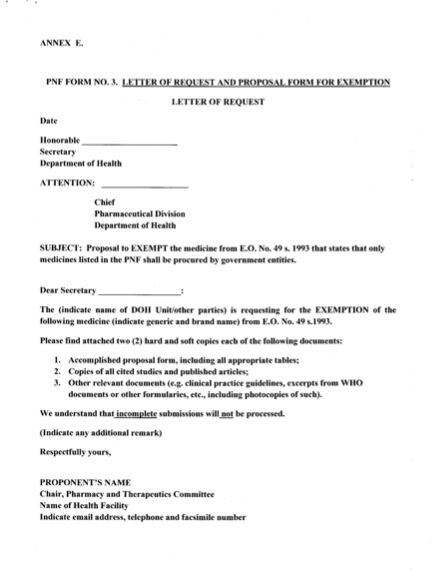 ANNEX E.
PNF FORM NO. 3. LETTER OF REQUEST AND PROPOSAL FORM FOR EXEMPTION
LETTER OF REQUEST
Date
Honorable ____________________
Secretary
Department of Health
ATTENTION: __________________
Chief
Pharmaceutical Division
Department of Health
SUBJECT: Proposal to EXEMPT the medicine from E.O. No. 49 s. 1993 that states that only
medicines listed in the PNF shall be procured by government entities.
Dear Secretary _________________:
The (indicate name of DOH Unit/other parties) is requesting for the EXEMPTION of the
following medicine (indicate generic and brand name) from E.O. No. 49 s.1993.
Please find attached two (2) hard and soft copies each of the following documents:
1. Accomplished proposal form, including all appropriate tables;
2. Copies of all cited studies and published articles;
3. Other relevant documents (e.g. clinical practice guidelines, excerpts from WHO
documents or other formularies, etc., including photocopies of such).
We understand that incomplete submissions will not be processed.
(Indicate any additional remark)
Respectfully yours,
PROPONENT'S NAME
Chair, Pharmacy and Therapeutics Committee
Name of Health Facility
Indicate email address, telephone and facsimile number